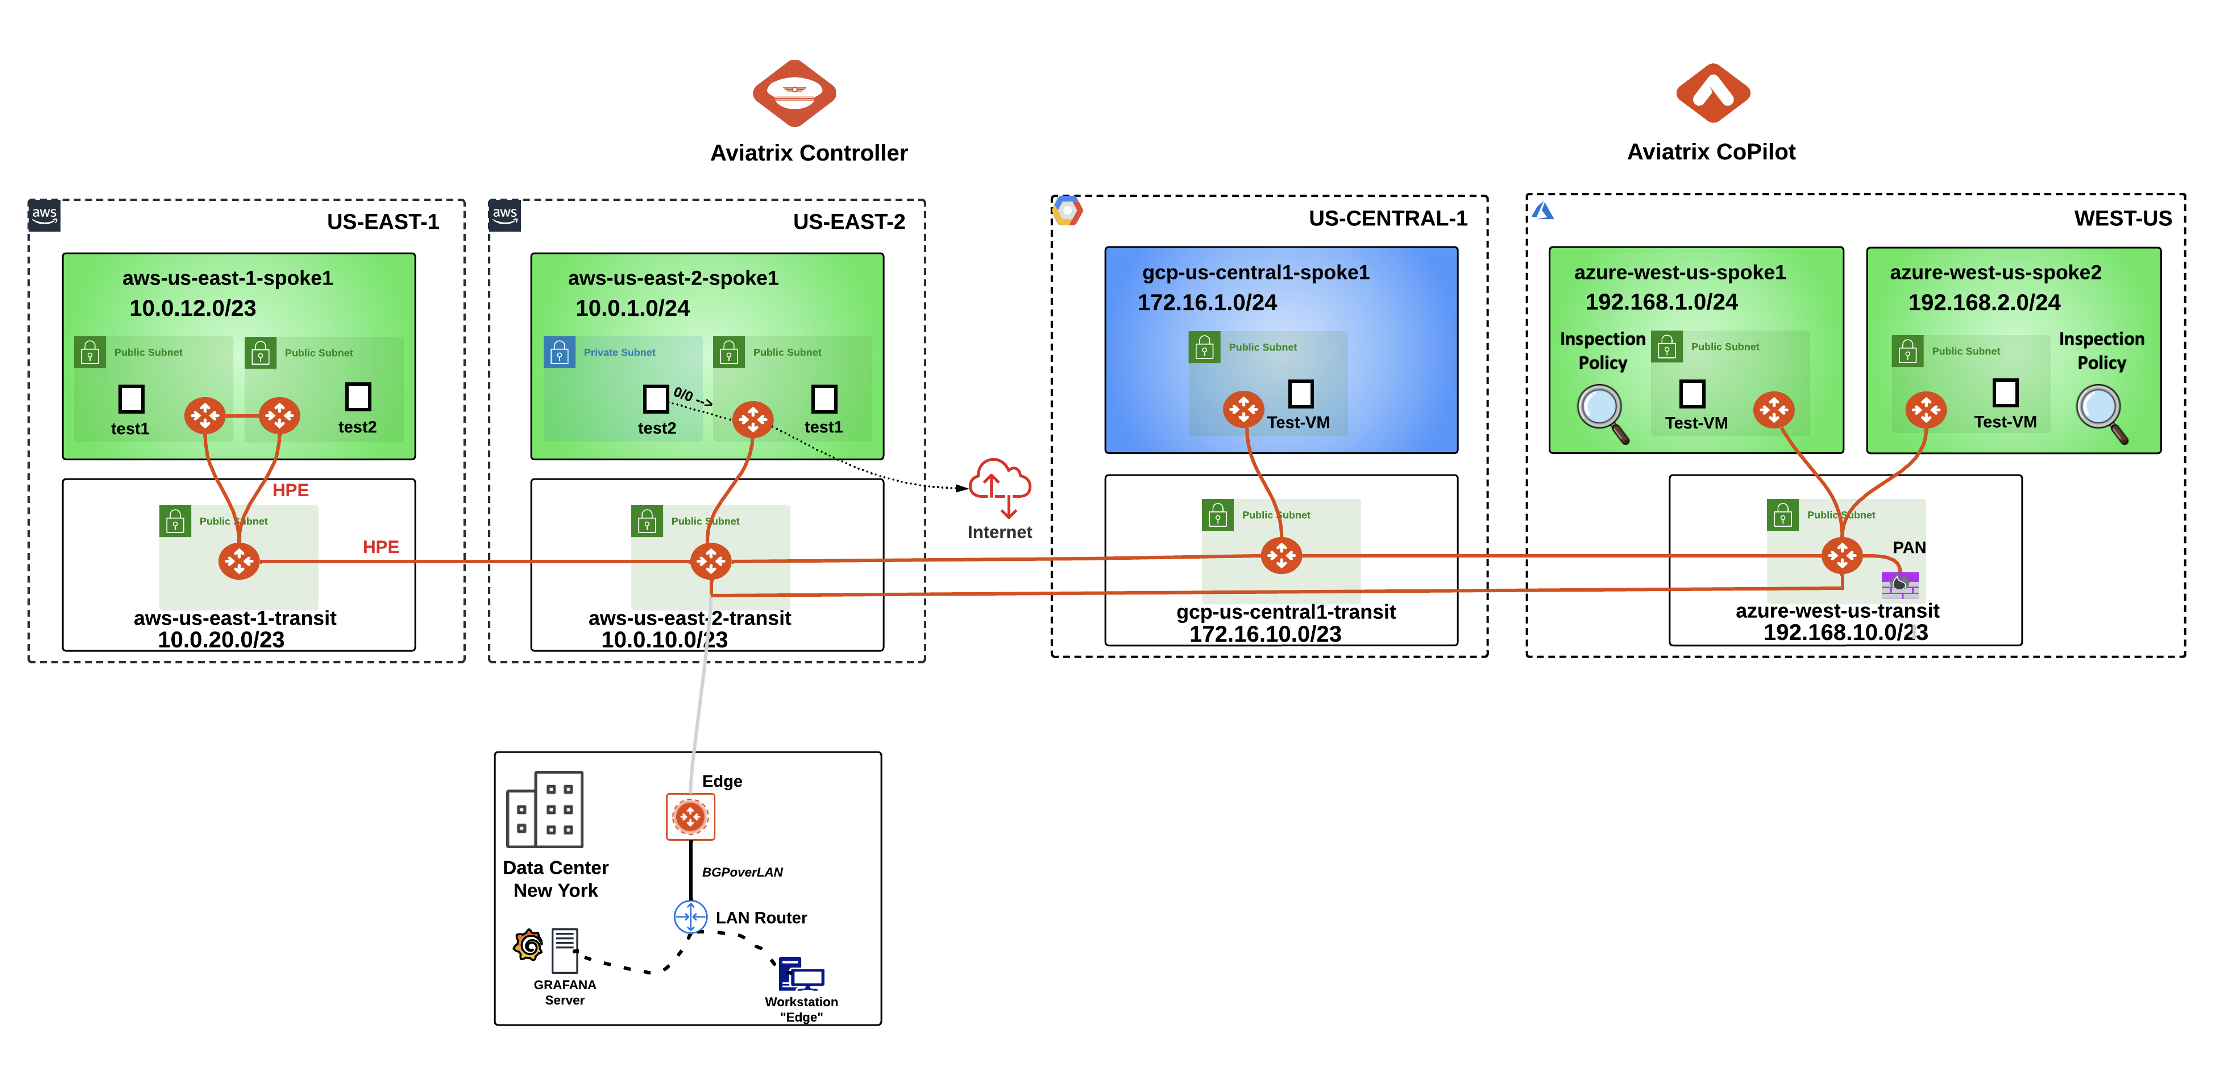 Aviatrix Controller
Aviatrix CoPilot
aws
US-EAST-1
aws-us-east-1-spoke1
10.0.12.0/23
Public Subnet
Public Subnet
test1
test2
HPE
HPE
Public Subnet
aws-us-east-1-transit
10.0.20.0/23
aws
US-EAST-2
aws-us-east-2-spoke1
10.0.1.0/24
Private Subnet
Public Subnet
0/0 -->
test2
test1
Public Subnet
aws-us-east-2-transit
10.0.10.0/23
Internet
US-CENTRAL-1
gcp-us-central1-spoke1
172.16.1.0/24
Public Subnet
Test-VM
Public Subnet
gcp-us-central1-transit
172.16.10.0/23
WEST-US
azure-west-us-spoke1
192.168.1.0/24
Inspection
Policy
Public Subnet
Test-VM
azure-west-us-spoke2
192.168.2.0/24
Public Subnet
Inspection
Policy
Test-VM
Public Subnet
PAN
azure-west-us-transit
192.168.10.0/23
Edge
Data Center
New York
BGPoverLAN
LAN Router
GRAFANA
Server
Workstation
"Edge"